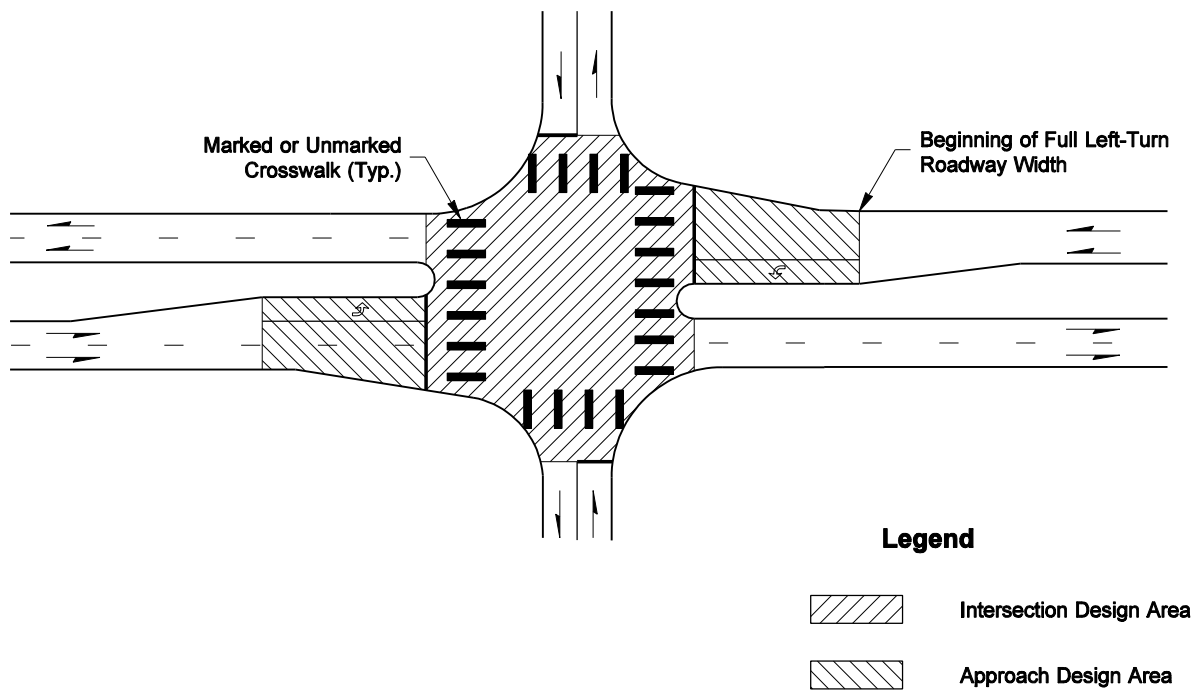 Marked or Unmarked
Crosswalk (Typ.)
Beginning of Full Left-Turn
Roadway Width
Legend
Intersection Design Area
Approach Design Area